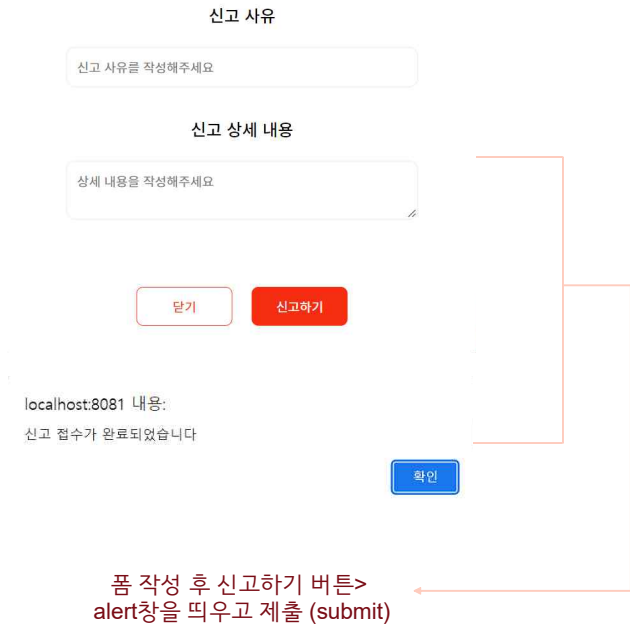 신고 사유
신고 사유를 작성해주세요
신고 상세 내용
상세 내용을 작성해주세요
닫기
신고하기
localhost:8081 내용:
신고 접수가 완료되었습니다
확인
폼 작성 후 신고하기 버튼>
alert창을 띄우고 제출 (submit)